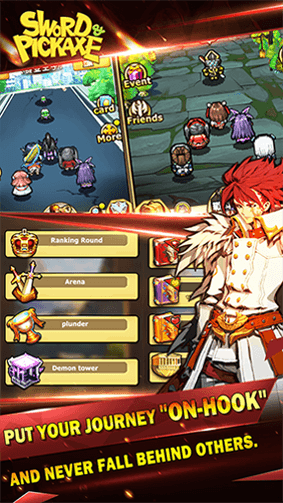 SWORD &
PICKAXE
Event
card
Friends
More
Ranking Round
Arena
plunder
Demon tower
PUT YOUR JOURNEY "ON-HOOK"
AND NEVER FALL BEHIND OTHERS.